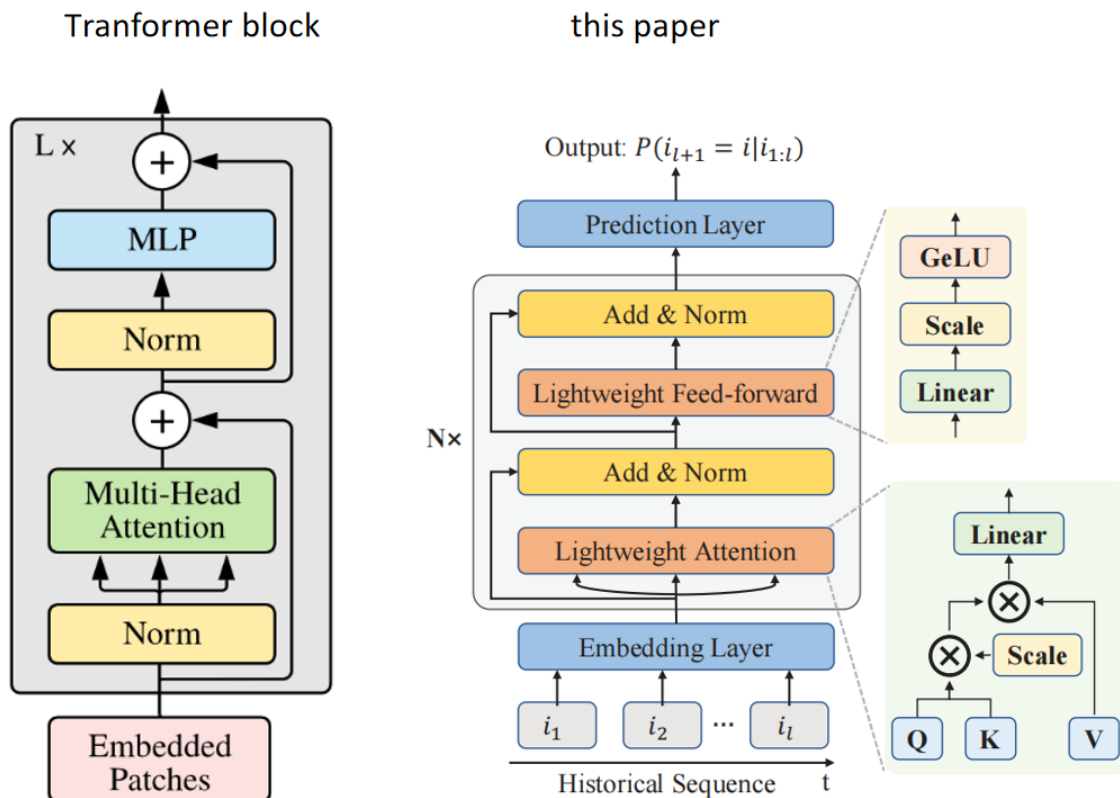 Tranformer block
this paper
L ×
+
MLP
Norm
+
Multi-Head
Attention
Norm
Embedded
Patches
Output: P(i_{l+1} = i|i_{1:l})
Prediction Layer
Add & Norm
Lightweight Feed-forward
N×
Add & Norm
Lightweight Attention
Embedding Layer
i_1
i_2
...
i_l
Historical Sequence
t
GeLU
Scale
Linear
Linear
×
×
Scale
Q
K
V